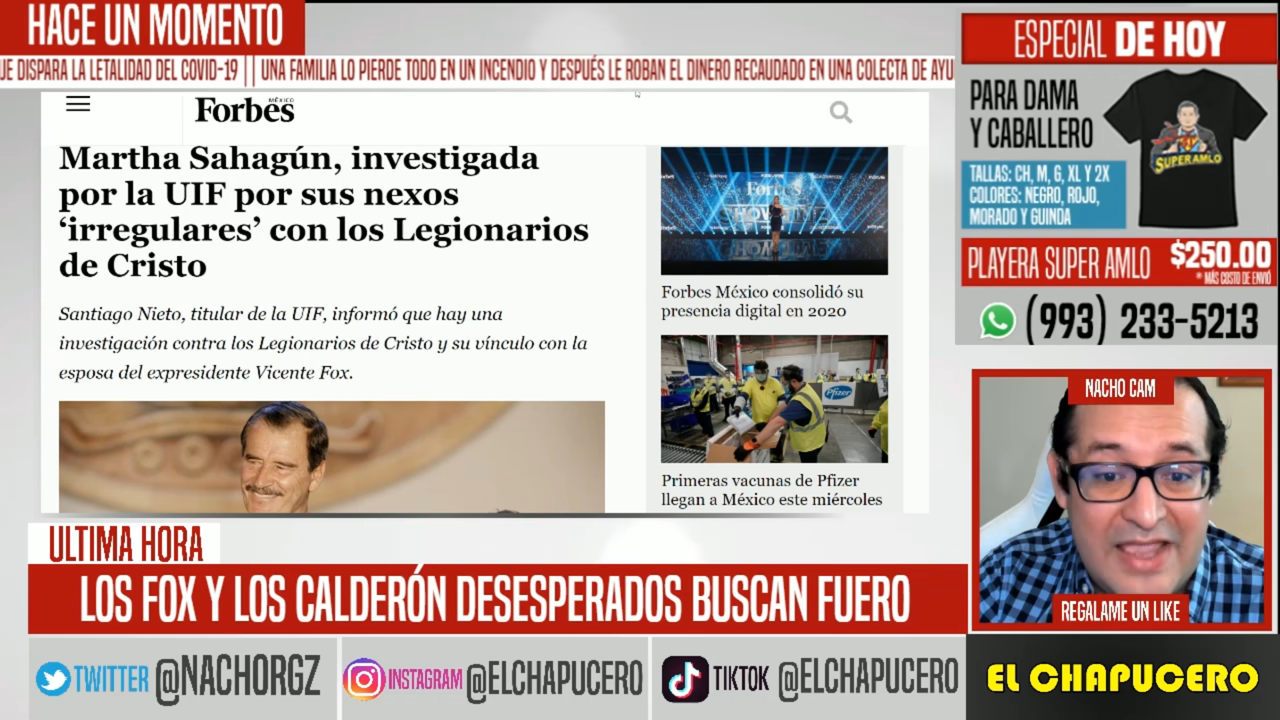 HACE UN MOMENTO
UE DISPARA LA LETALIDAD DEL COVID-19 || UNA FAMILIA LO PIERDE TODO EN UN INCENDIO Y DESPUÉS LE ROBAN EL DINERO RECAUDADO EN UNA COLECTA DE AYU
Forbes
MÉXICO
Martha Sahagún, investigada
por la UIF por sus nexos
‘irregulares’ con los Legionarios
de Cristo
Santiago Nieto, titular de la UIF, informó que hay una
investigación contra los Legionarios de Cristo y su vínculo con la
esposa del expresidente Vicente Fox.
Forbes
SHOWTIME
Forbes México consolidó su
presencia digital en 2020
Pfizer
Primeras vacunas de Pfizer
llegan a México este miércoles
ESPECIAL DE HOY
PARA DAMA
Y CABALLERO
TALLAS: CH, M, G, XL Y 2X
COLORES: NEGRO, ROJO,
MORADO Y GUINDA
SUPERAMLO
PLAYERA SUPER AMLO $250.00
* MÁS COSTO DE ENVIÓ
(993) 233-5213
NACHO CAM
REGALAME UN LIKE
ULTIMA HORA
LOS FOX Y LOS CALDERÓN DESESPERADOS BUSCAN FUERO
TWITTER @NACHORGZ
INSTAGRAM @ELCHAPUCERO
TIKTOK @ELCHAPUCERO
EL CHAPUCERO